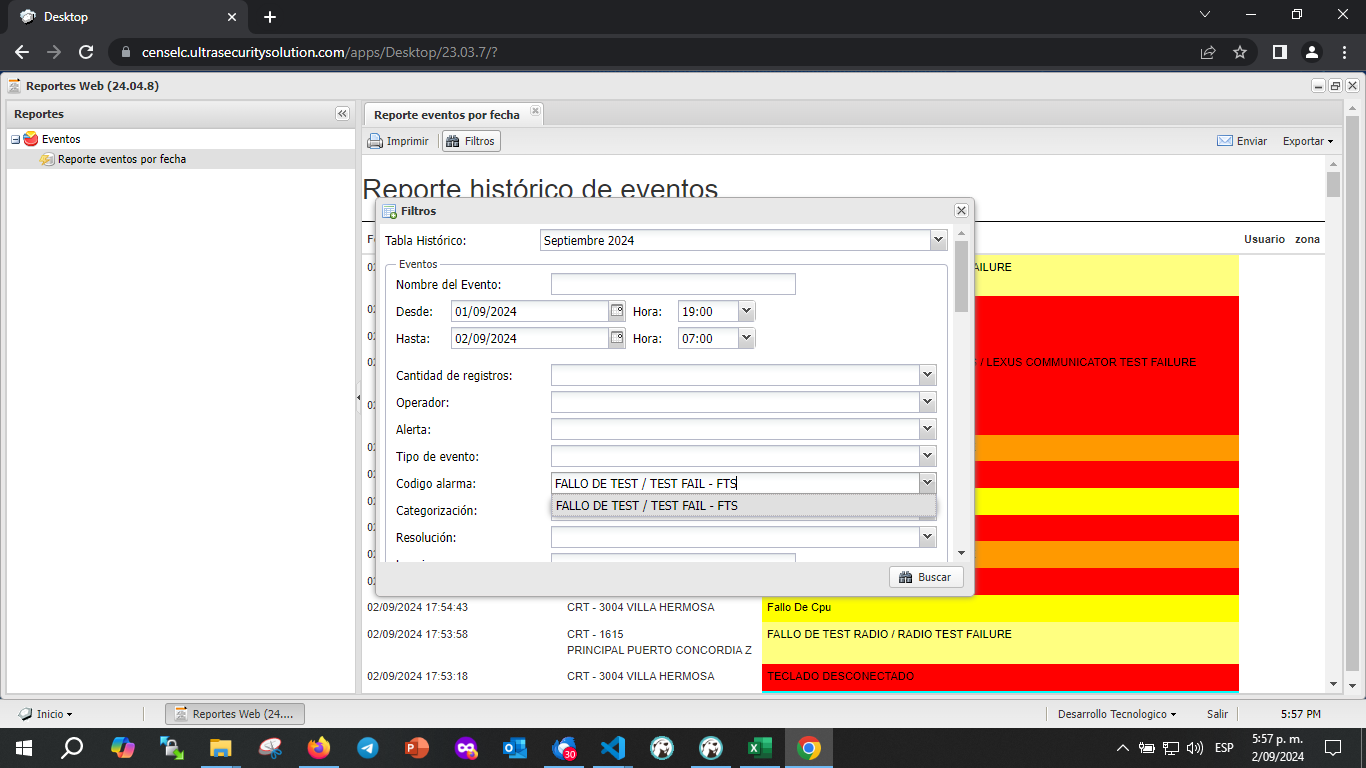 Desktop
censelc.ultrasecuritysolution.com/apps/Desktop/23.03.7/?
Reportes Web (24.04.8)
Reportes
Eventos
Reporte eventos por fecha
Reporte eventos por fecha
Imprimir
Filtros
Enviar
Exportar
Reporte histórico de eventos
Usuario zona
Filtros
Tabla Histórico: Septiembre 2024
Eventos
Nombre del Evento:
Desde: 01/09/2024 Hora: 19:00
Hasta: 02/09/2024 Hora: 07:00
Cantidad de registros:
Operador:
Alerta:
Tipo de evento:
Codigo alarma: FALLO DE TEST / TEST FAIL - FTS
FALLO DE TEST / TEST FAIL - FTS
Categorización:
Resolución:
Buscar
AILURE
/ LEXUS COMMUNICATOR TEST FAILURE
02/09/2024 17:54:43 CRT - 3004 VILLA HERMOSA Fallo De Cpu
02/09/2024 17:53:58 CRT - 1615 FALLO DE TEST RADIO / RADIO TEST FAILURE
PRINCIPAL PUERTO CONCORDIA Z
02/09/2024 17:53:18 CRT - 3004 VILLA HERMOSA TECLADO DESCONECTADO
Inicio
Reportes Web (24....
Desarrollo Tecnologico
Salir
5:57 PM
30
ESP
5:57 p. m.
2/09/2024